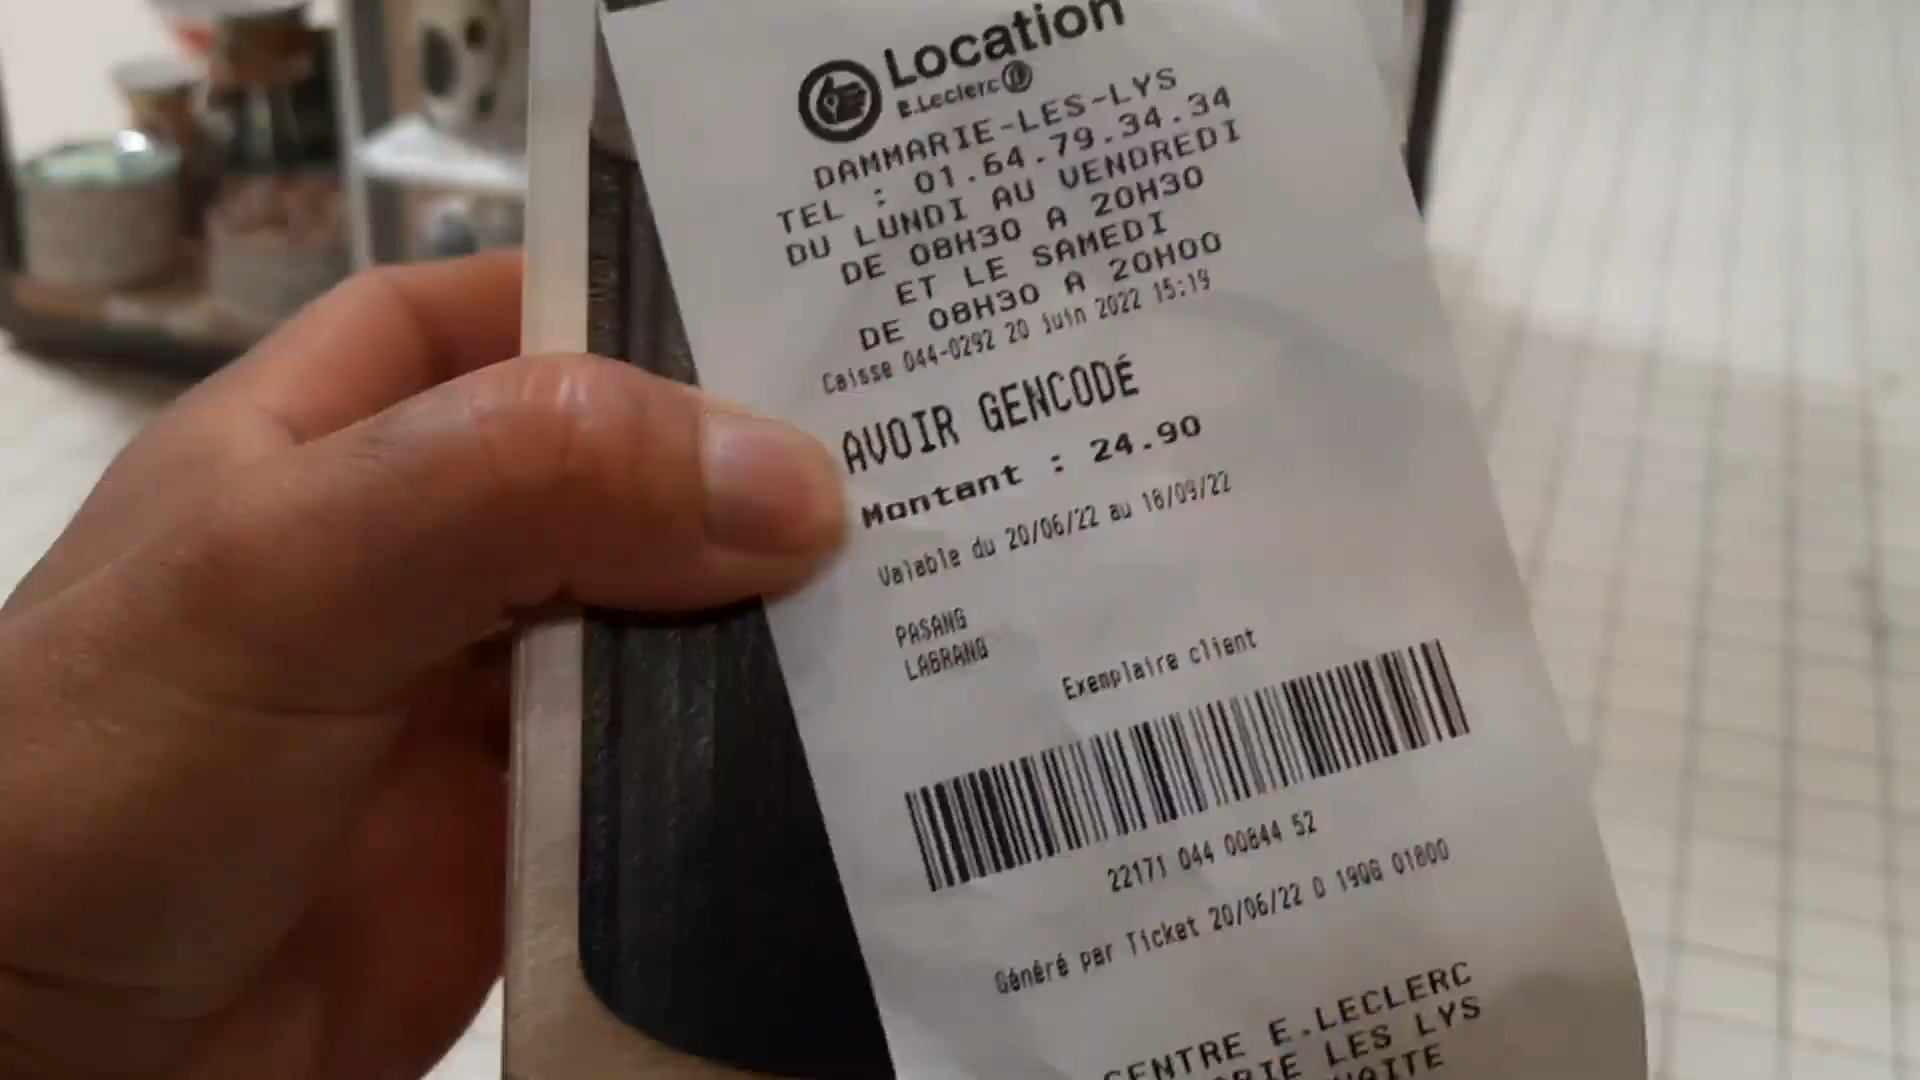 Location
E.Leclerc
DAMMARIE-LES-LYS
TEL : 01.64.79.34.34
DU LUNDI AU VENDREDI
DE 08H30 A 20H30
ET LE SAMEDI
DE 08H30 A 20H00
Caisse 044-0292 20 juin 2022 15:19
AVOIR GENCODÉ
Montant : 24.90
Valable du 20/06/22 au 18/09/22
PASANG
LABRANG
Exemplaire client
22171 044 00844 52
Généré par Ticket 20/06/22 0 190G 01800
CENTRE E.LECLERC
LES LYS